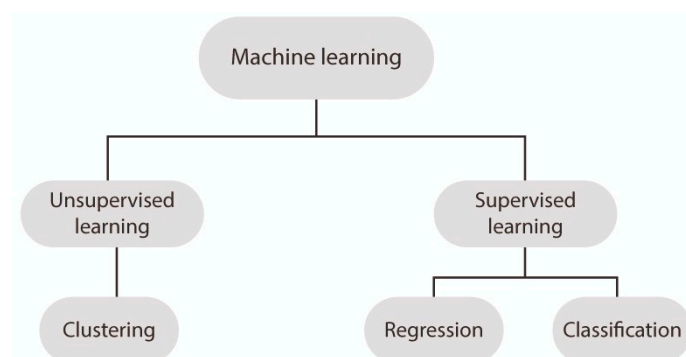 Machine learning
Unsupervised
learning
Supervised
learning
Clustering
Regression
Classification